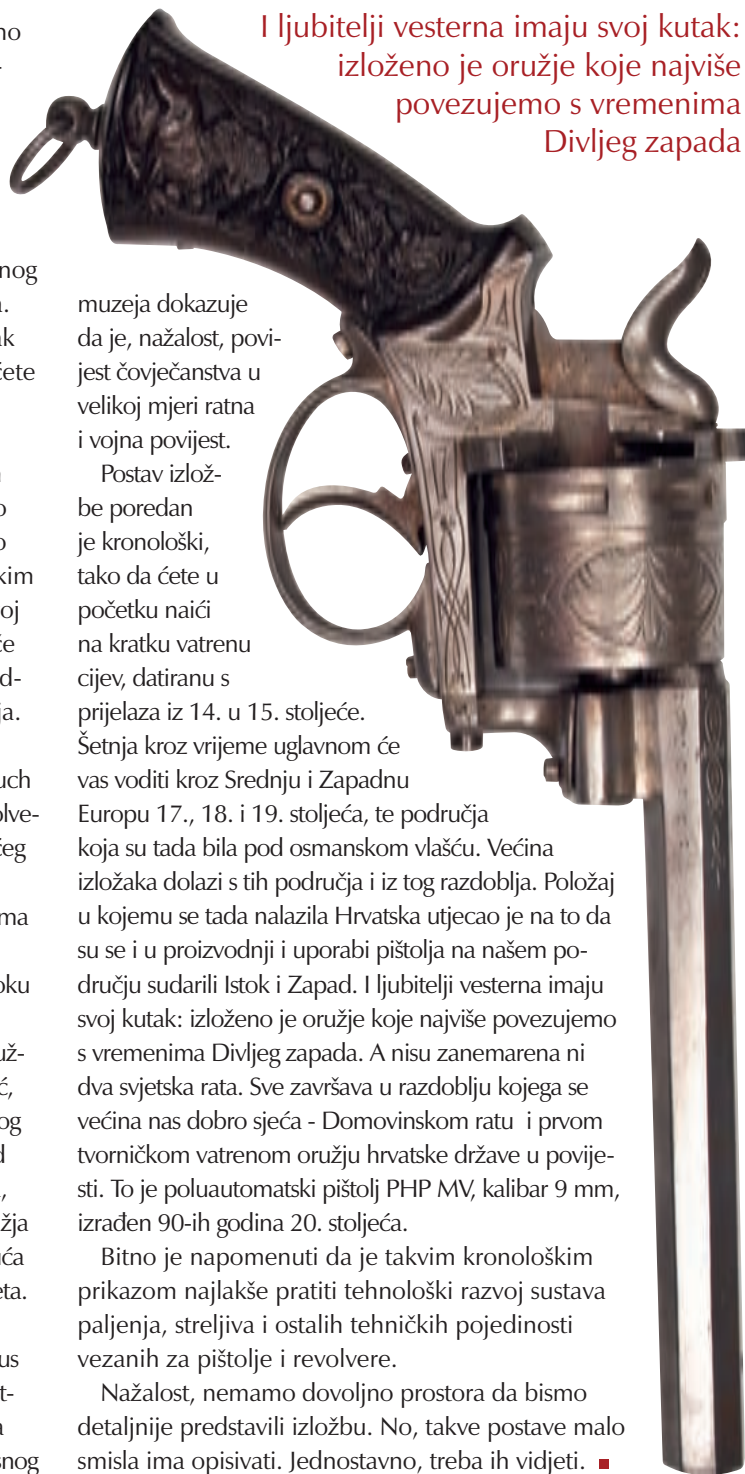 I ljubitelji vesterna imaju svoj kutak:
izloženo je oružje koje najviše
povezujemo s vremenima
Divljeg zapada
muzeja dokazuje
da je, nažalost, povi-
jest čovječanstva u
velikoj mjeri ratna
i vojna povijest.
Postav izlož-
be poredan
je kronološki,
tako da ćete u
početku naići
na kratku vatrenu
cijev, datiranu s
prijelaza iz 14. u 15. stoljeće.
Šetnja kroz vrijeme uglavnom će
vas voditi kroz Srednju i Zapadnu
Europu 17., 18. i 19. stoljeća, te područja
koja su tada bila pod osmanskom vlašću. Većina
izložaka dolazi s tih područja i iz tog razdoblja. Položaj
u kojemu se tada nalazila Hrvatska utjecao je na to da
su se i u proizvodnji i uporabi pištolja na našem po-
dručju sudarili Istok i Zapad. I ljubitelji vesterna imaju
svoj kutak: izloženo je oružje koje najviše povezujemo
s vremenima Divljeg zapada. A nisu zanemarena ni
dva svjetska rata. Sve završava u razdoblju kojega se
većina nas dobro sjeća - Domovinskom ratu i prvom
tvorničkom vatrenom oružju hrvatske države u povije-
sti. To je poluautomatski pištolj PHP MV, kalibar 9 mm,
izrađen 90-ih godina 20. stoljeća.
Bitno je napomenuti da je takvim kronološkim
prikazom najlakše pratiti tehnološki razvoj sustava
paljenja, streljiva i ostalih tehničkih pojedinosti
vezanih za pištolje i revolvere.
Nažalost, nemamo dovoljno prostora da bismo
detaljnije predstavili izložbu. No, takve postave malo
smisla ima opisivati. Jednostavno, treba ih vidjeti.